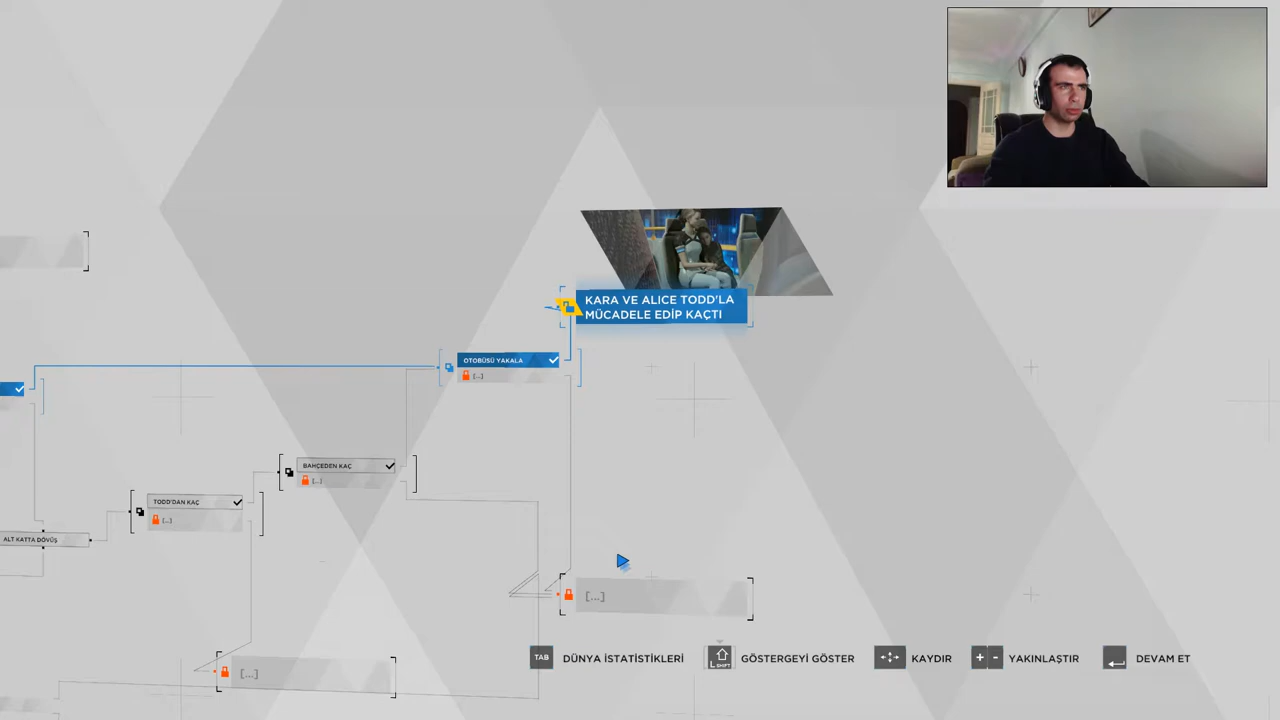 KARA VE ALICE TODD'LA
MÜCADELE EDİP KAÇTI
OTOBÜSÜ YAKALA
[...]
BAHÇEDEN KAÇ
[...]
TODD'DAN KAÇ
[...]
ALT KATTA DÖVÜŞ
[...]
[...]
TAB DÜNYA İSTATİSTİKLERİ
L SHIFT GÖSTERGEYİ GÖSTER
KAYDIR
+ - YAKINLAŞTIR
DEVAM ET